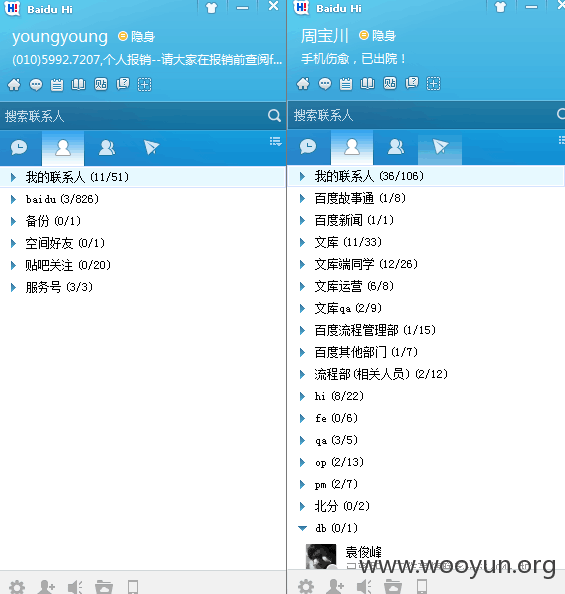 Baidu Hi
youngyoung 隐身
(010)5992.7207,个人报销--请大家在报销前查阅f...
贴
搜索联系人
我的联系人 (11/51)
baidu (3/826)
备份 (0/1)
空间好友 (0/1)
贴吧关注 (0/20)
服务号 (3/3)
Baidu Hi
周宝川 隐身
手机伤愈，已出院！
贴
搜索联系人
我的联系人 (36/106)
百度故事通 (1/8)
百度新闻 (1/1)
文库 (11/33)
文库端同学 (12/26)
文库运营 (6/8)
文库qa (2/9)
百度流程管理部 (1/15)
百度其他部门 (1/7)
流程部(相关人员) (2/12)
hi (8/22)
fe (0/6)
qa (3/5)
op (2/13)
pm (2/7)
北分 (0/2)
db (0/1)
袁俊峰
www.wooyun.org